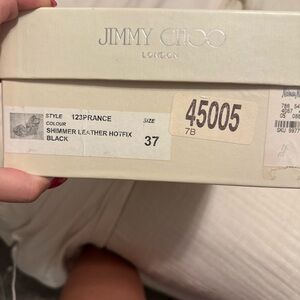 JIMMY CHOO
LONDON
STYLE 123PRANCE SIZE
COLOUR
SHIMMER LEATHER HOTFIX
BLACK 37
45005
7B